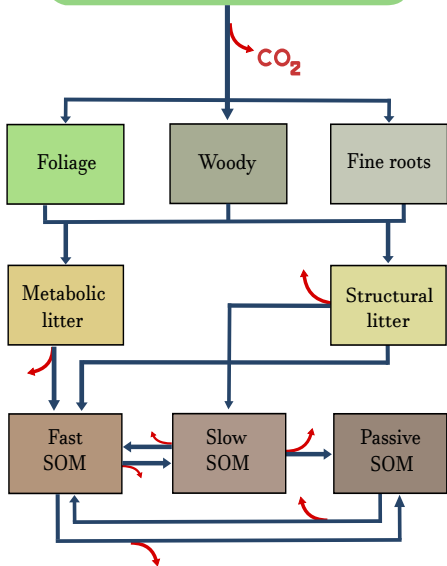 CO₂
Foliage
Woody
Fine roots
Metabolic
litter
Structural
litter
Fast
SOM
Slow
SOM
Passive
SOM